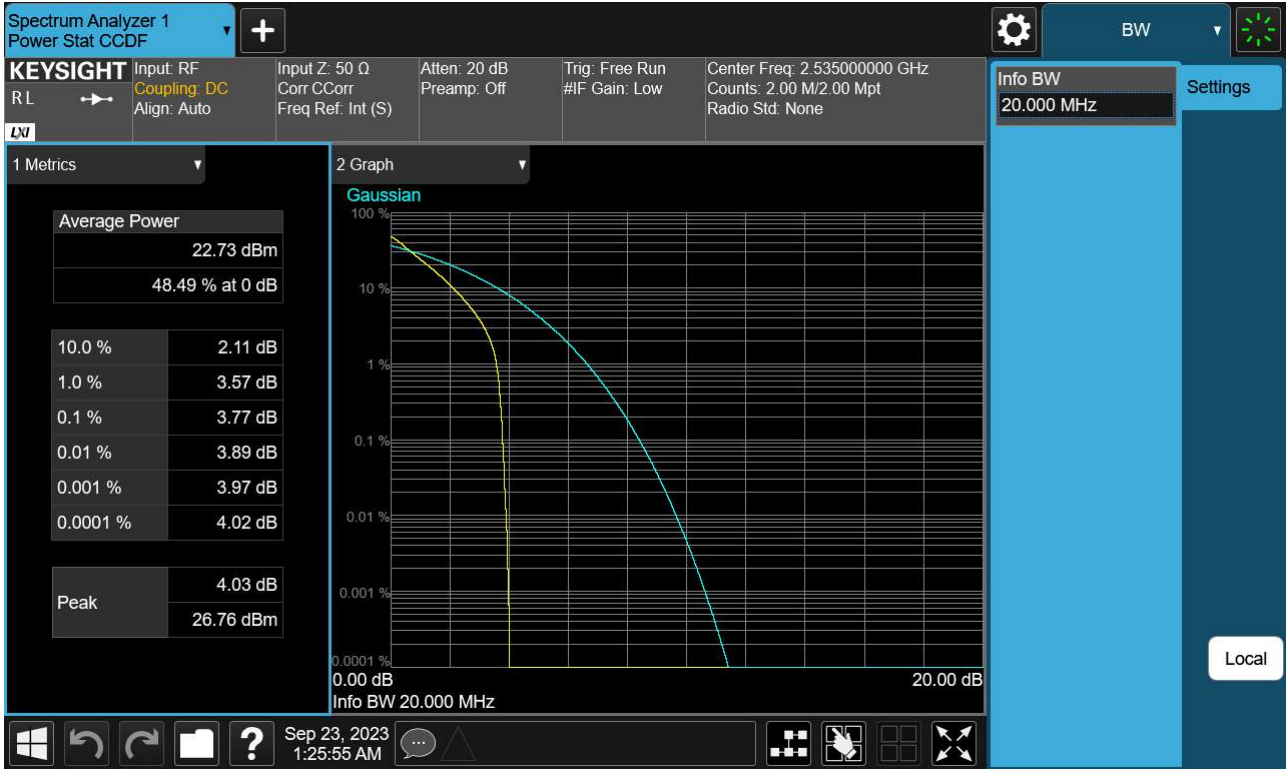 Spectrum Analyzer 1
Power Stat CCDF
+
BW
KEYSIGHT
R L
LXI
Input: RF
Coupling: DC
Align: Auto
Input Z: 50 Ω
Corr CCorr
Freq Ref: Int (S)
Atten: 20 dB
Preamp: Off
Trig: Free Run
#IF Gain: Low
Center Freq: 2.535000000 GHz
Counts: 2.00 M/2.00 Mpt
Radio Std: None
Info BW
20.000 MHz
Settings
1 Metrics
Average Power
22.73 dBm
48.49 % at 0 dB
10.0 % 2.11 dB
1.0 % 3.57 dB
0.1 % 3.77 dB
0.01 % 3.89 dB
0.001 % 3.97 dB
0.0001 % 4.02 dB
Peak
4.03 dB
26.76 dBm
2 Graph
Gaussian
100 %
10 %
1 %
0.1 %
0.01 %
0.001 %
0.0001 %
0.00 dB 20.00 dB
Info BW 20.000 MHz
Local
?
Sep 23, 2023
1:25:55 AM